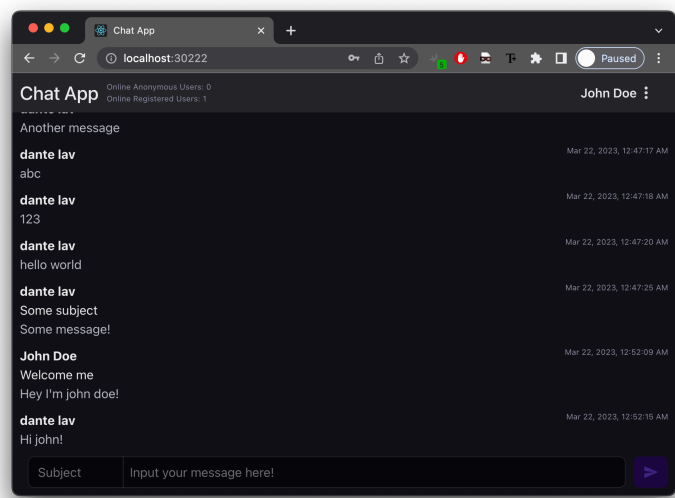 Chat App
localhost:30222
5
T
Paused
Chat App
Online Anonymous Users: 0
Online Registered Users: 1
John Doe
dante lav
Another message
dante lav
Mar 22, 2023, 12:47:17 AM
abc
dante lav
Mar 22, 2023, 12:47:18 AM
123
dante lav
Mar 22, 2023, 12:47:20 AM
hello world
dante lav
Mar 22, 2023, 12:47:25 AM
Some subject
Some message!
John Doe
Mar 22, 2023, 12:52:09 AM
Welcome me
Hey I'm john doe!
dante lav
Mar 22, 2023, 12:52:15 AM
Hi john!
Subject
Input your message here!